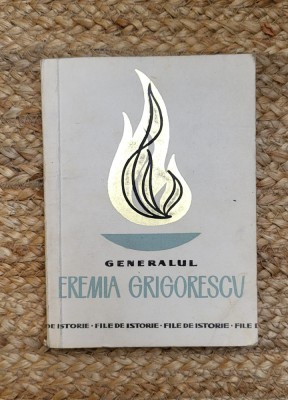 GENERALUL
EREMIA GRIGORESCU
DE ISTORIE • FILE DE ISTORIE • FILE DE ISTORIE • FILE D